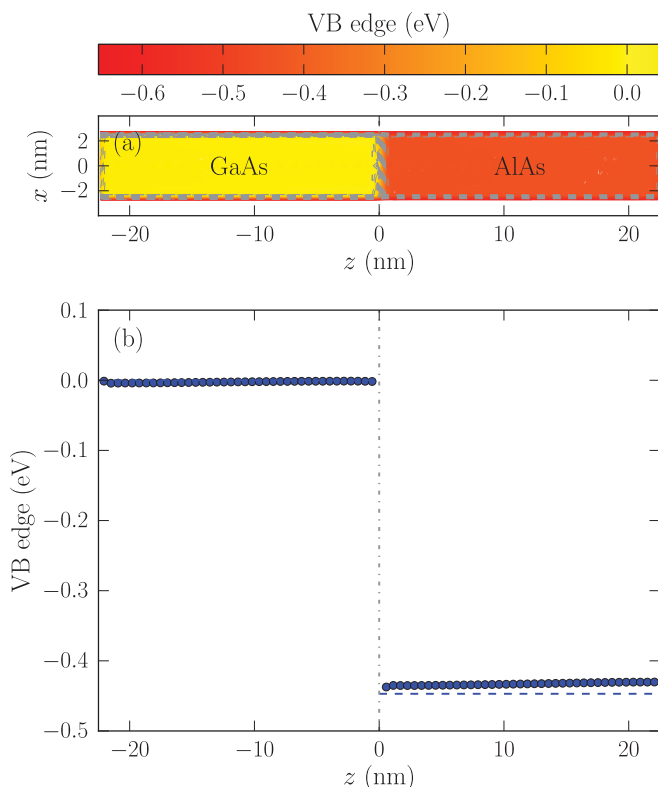 VB edge (eV)
−0.6 −0.5 −0.4 −0.3 −0.2 −0.1 0.0
(a)
GaAs AlAs
2
0
−2
x (nm)
−20 −10 0 10 20
z (nm)
(b)
0.1
0.0
−0.1
−0.2
−0.3
−0.4
−0.5
VB edge (eV)
−20 −10 0 10 20
z (nm)